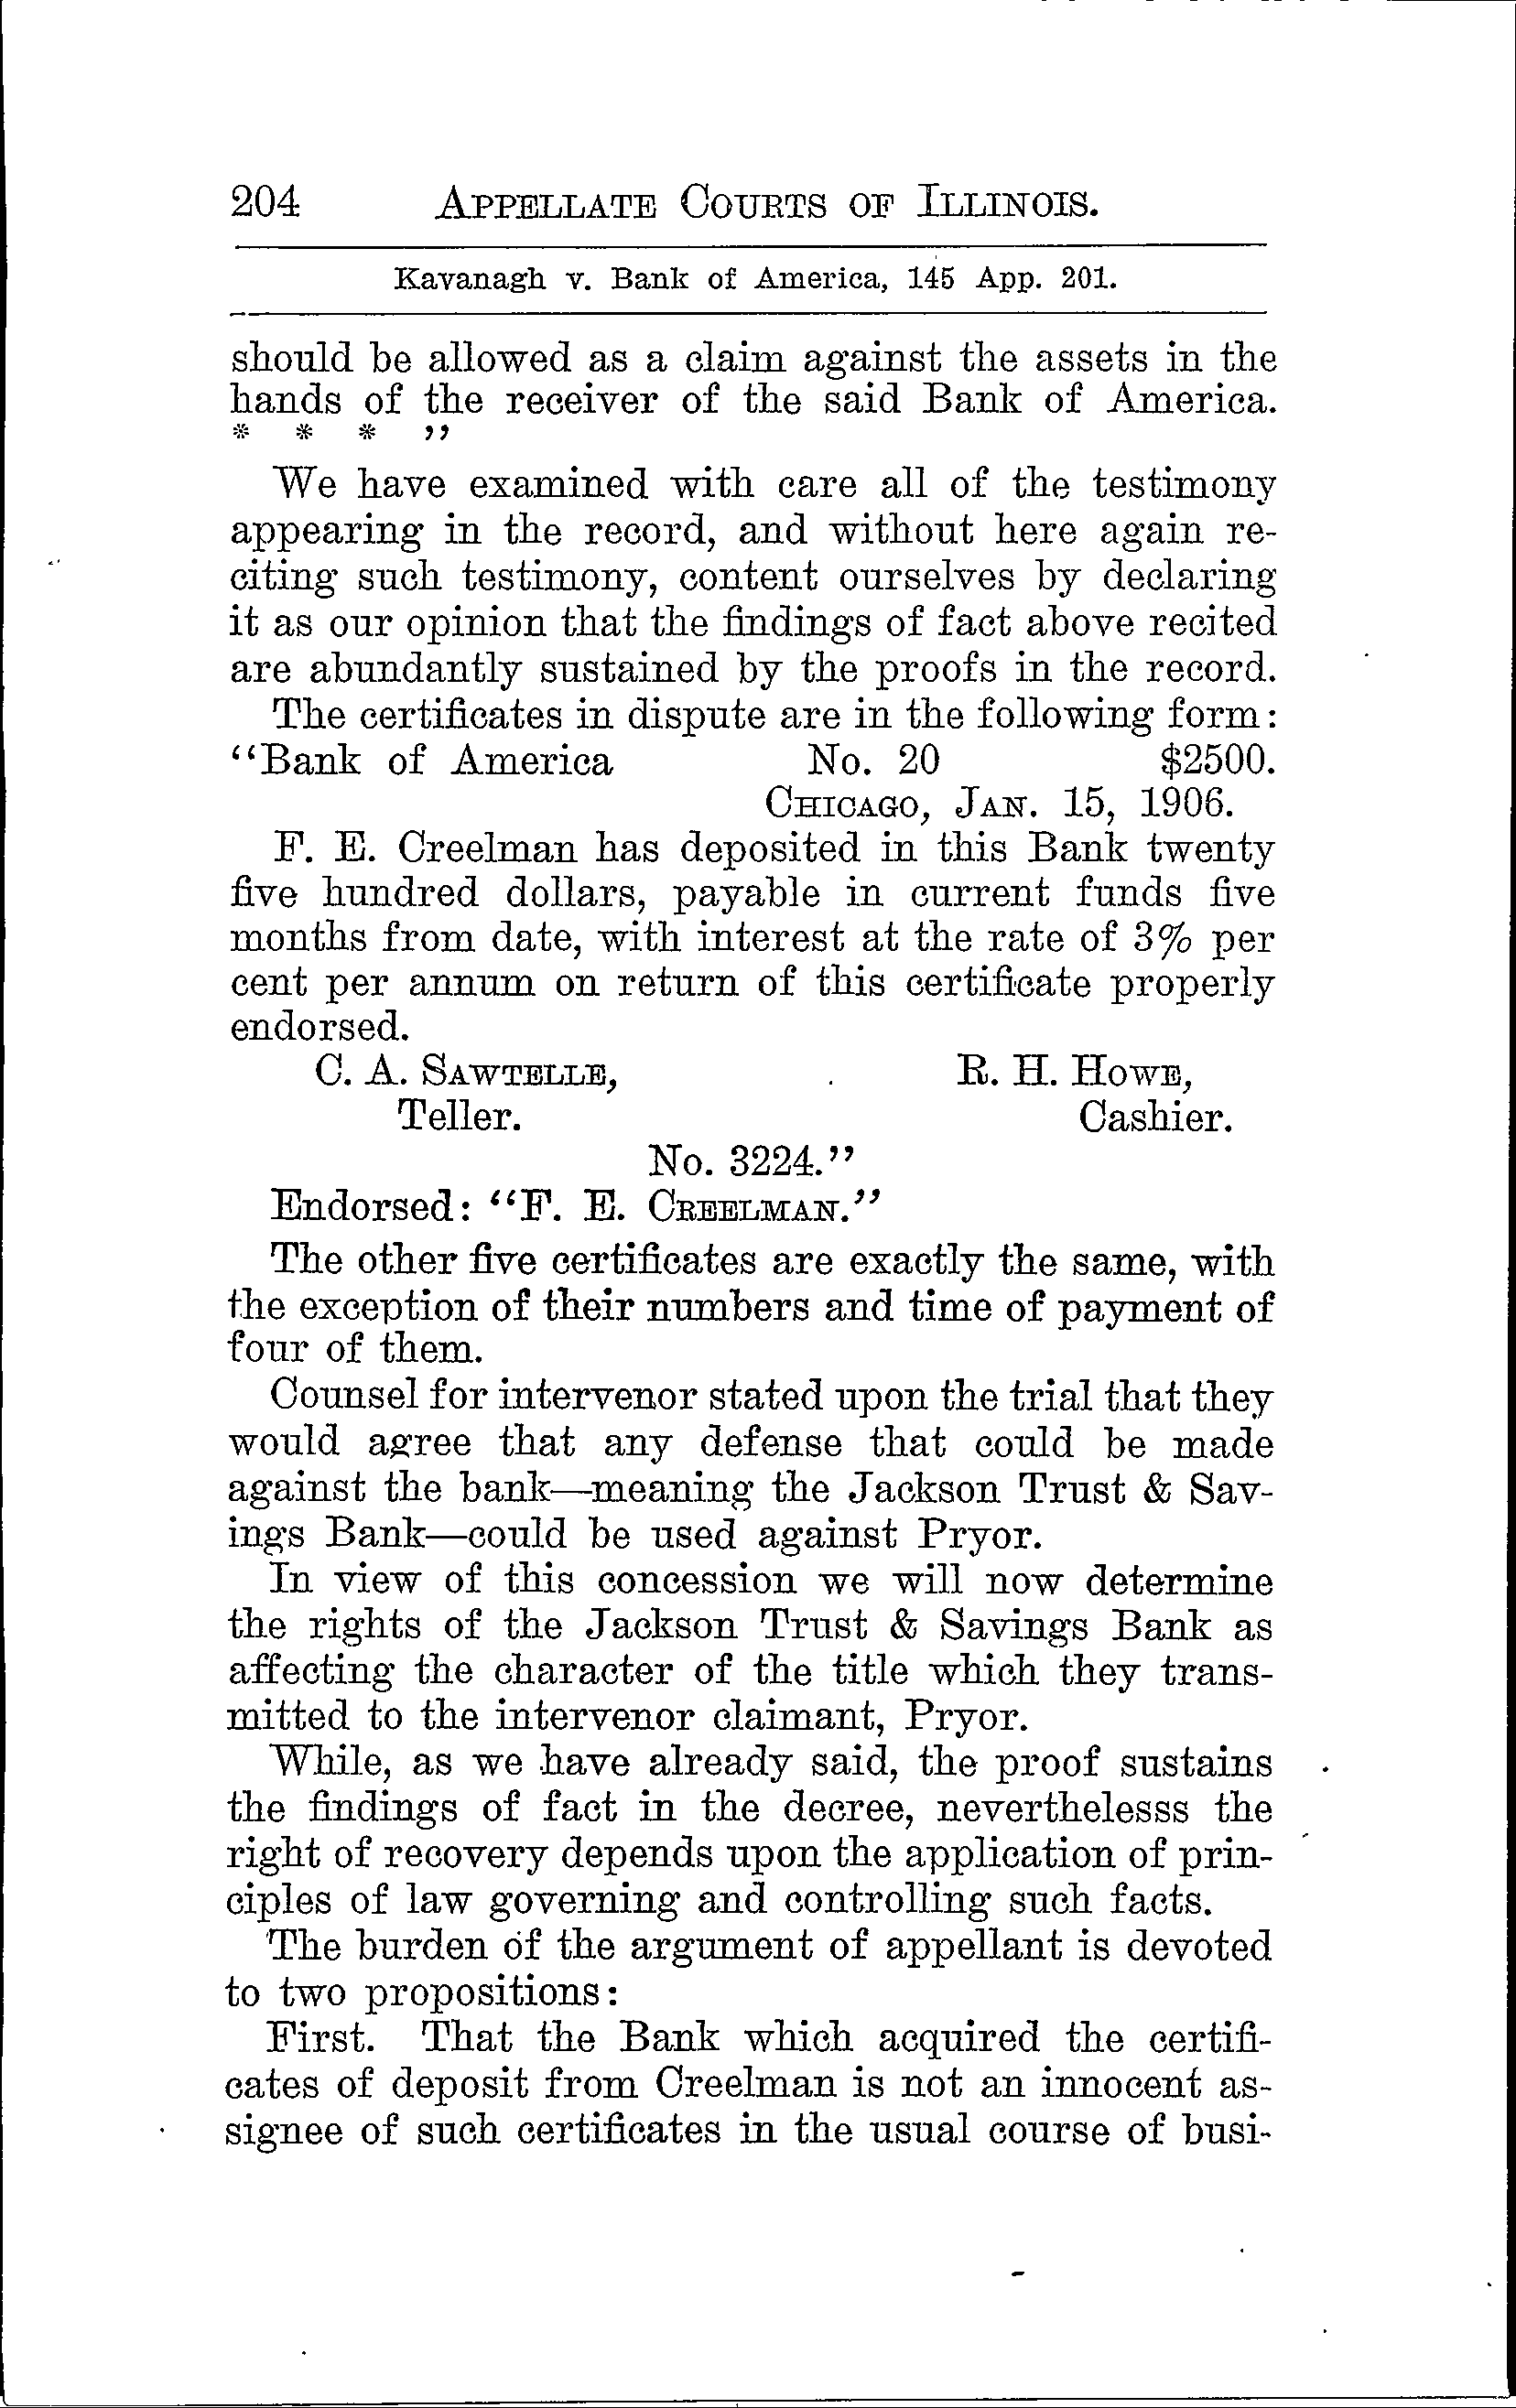 204 APPELLATE COURTS OF ILLINOIS.
Kavanagh v. Bank of America, 145 App. 201.
should be allowed as a claim against the assets in the
hands of the receiver of the said Bank of America.
* * * ”
We have examined with care all of the testimony
appearing in the record, and without here again re-
citing such testimony, content ourselves by declaring
it as our opinion that the findings of fact above recited
are abundantly sustained by the proofs in the record.
The certificates in dispute are in the following form:
“Bank of America No. 20 $2500.
CHICAGO, JAN. 15, 1906.
F. E. Creelman has deposited in this Bank twenty
five hundred dollars, payable in current funds five
months from date, with interest at the rate of 3% per
cent per annum on return of this certificate properly
endorsed.
C. A. SAWTELLE, R. H. HOWE,
Teller. Cashier.
No. 3224.”
Endorsed: “F. E. CREELMAN.”
The other five certificates are exactly the same, with
the exception of their numbers and time of payment of
four of them.
Counsel for intervenor stated upon the trial that they
would agree that any defense that could be made
against the bank—meaning the Jackson Trust & Sav-
ings Bank—could be used against Pryor.
In view of this concession we will now determine
the rights of the Jackson Trust & Savings Bank as
affecting the character of the title which they trans-
mitted to the intervenor claimant, Pryor.
While, as we have already said, the proof sustains
the findings of fact in the decree, neverthelesss the
right of recovery depends upon the application of prin-
ciples of law governing and controlling such facts.
The burden of the argument of appellant is devoted
to two propositions:
First. That the Bank which acquired the certifi-
cates of deposit from Creelman is not an innocent as-
signee of such certificates in the usual course of busi-